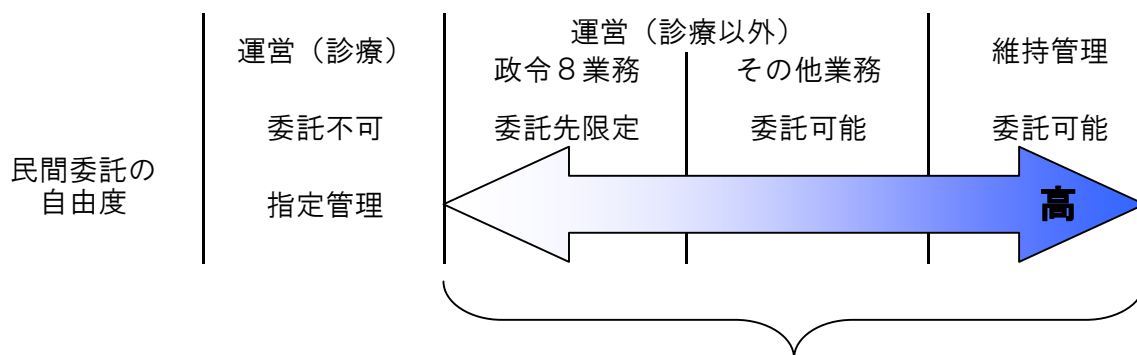 運営（診療）
運営（診療以外）
維持管理
政令８業務
その他業務
委託不可
委託先限定
委託可能
委託可能
民間委託の
自由度
指定管理
高